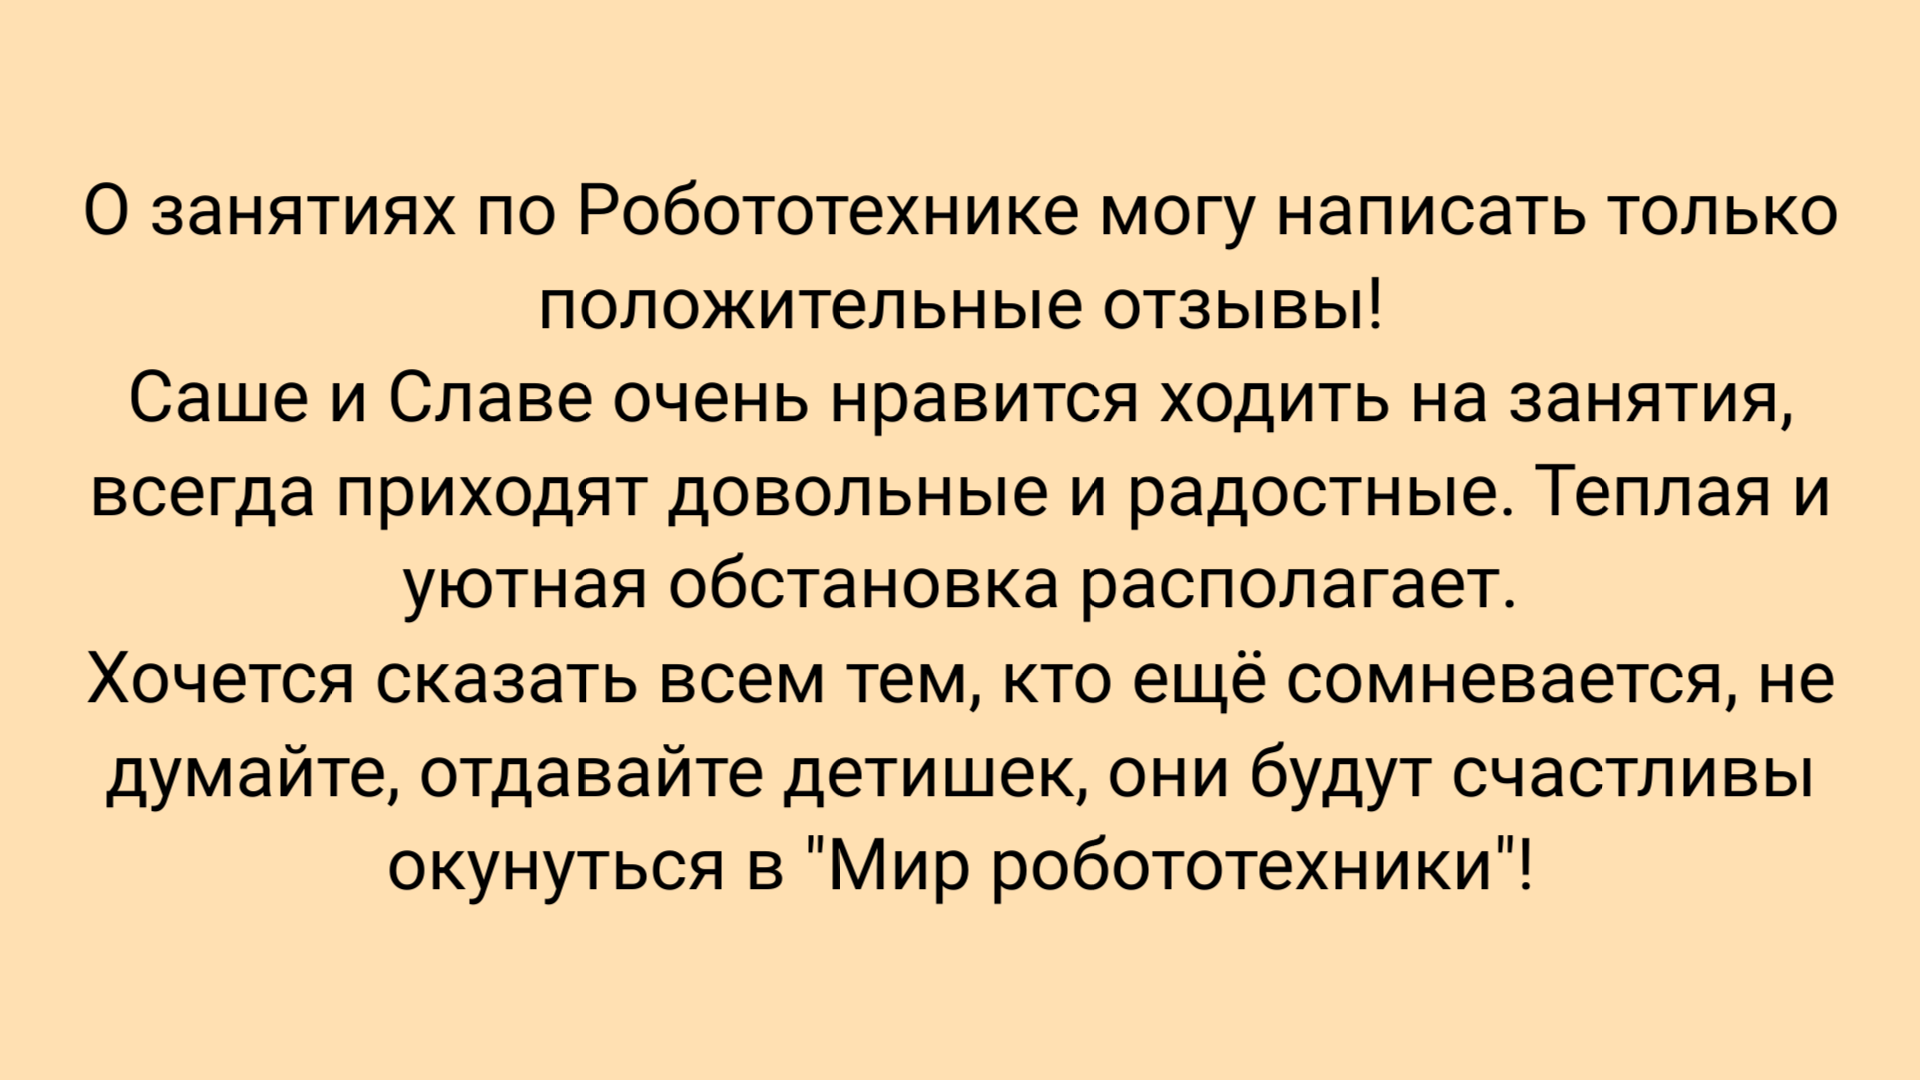 О занятиях по Робототехнике могу написать только
положительные отзывы!
Саше и Славе очень нравится ходить на занятия,
всегда приходят довольные и радостные. Теплая и
уютная обстановка располагает.
Хочется сказать всем тем, кто ещё сомневается, не
думайте, отдавайте детишек, они будут счастливы
окунуться в "Мир робототехники"!